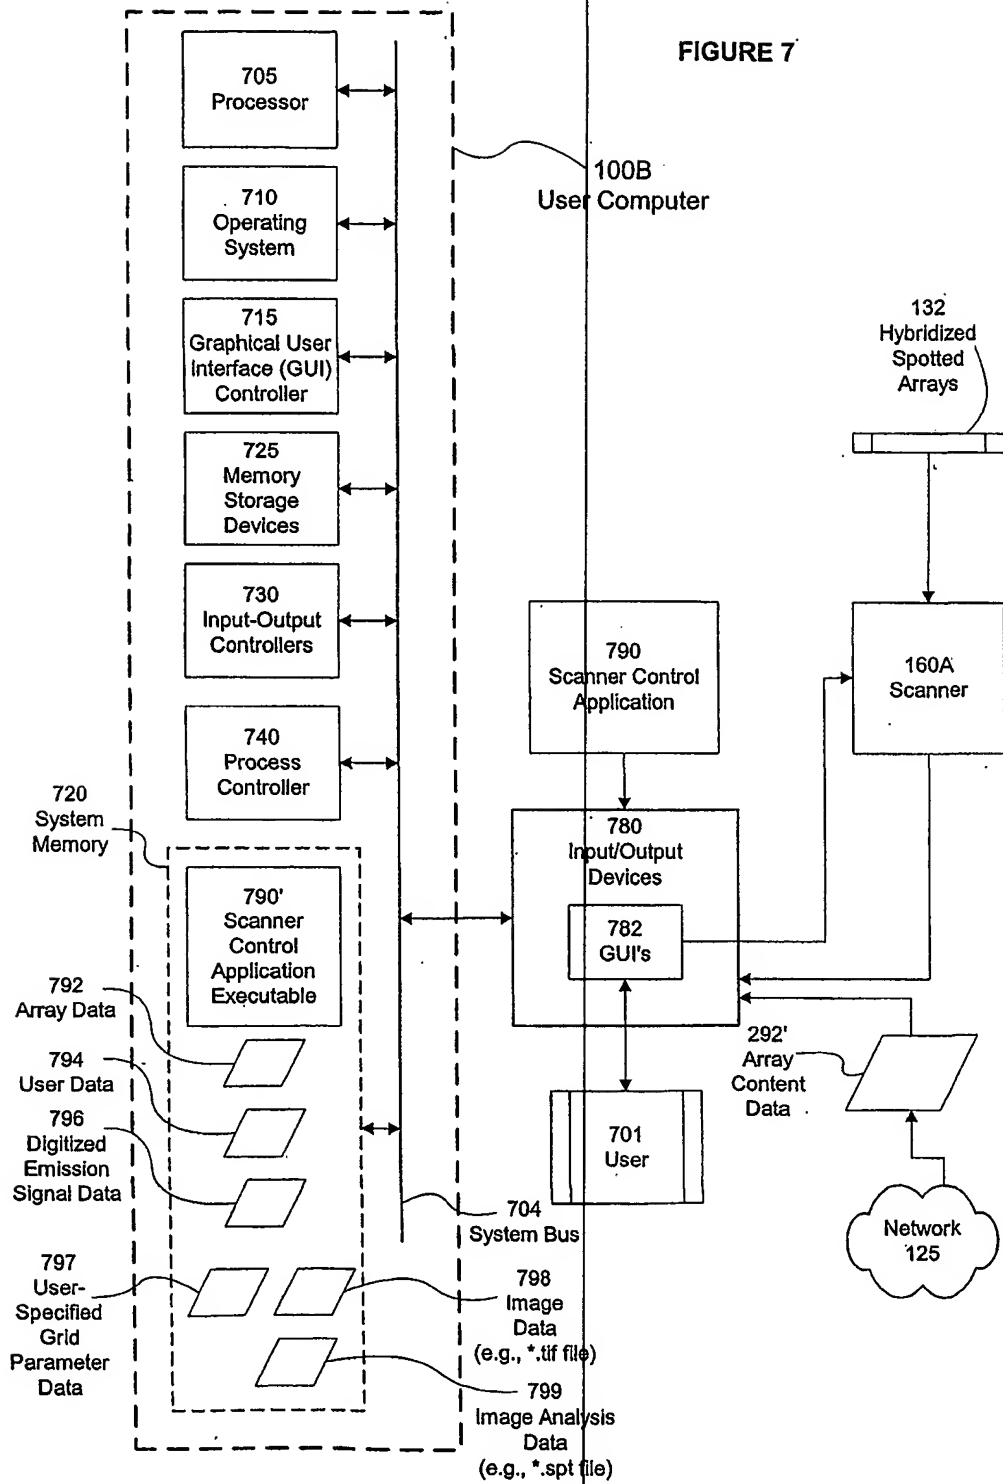 FIGURE 7
705
Processor
710
Operating
System
715
Graphical User
Interface (GUI)
Controller
725
Memory
Storage
Devices
730
Input-Output
Controllers
740
Process
Controller
100B
User Computer
132
Hybridized
Spotted
Arrays
790
Scanner Control
Application
160A
Scanner
720
System
Memory
780
Input/Output
Devices
782
GUI's
790'
Scanner
Control
Application
Executable
792
Array Data
794
User Data
796
Digitized
Emission
Signal Data
292'
Array
Content
Data
701
User
704
System Bus
Network
125
797
User-
Specified
Grid
Parameter
Data
798
Image
Data
(e.g., *.tif file)
799
Image Analysis
Data
(e.g., *.spt file)